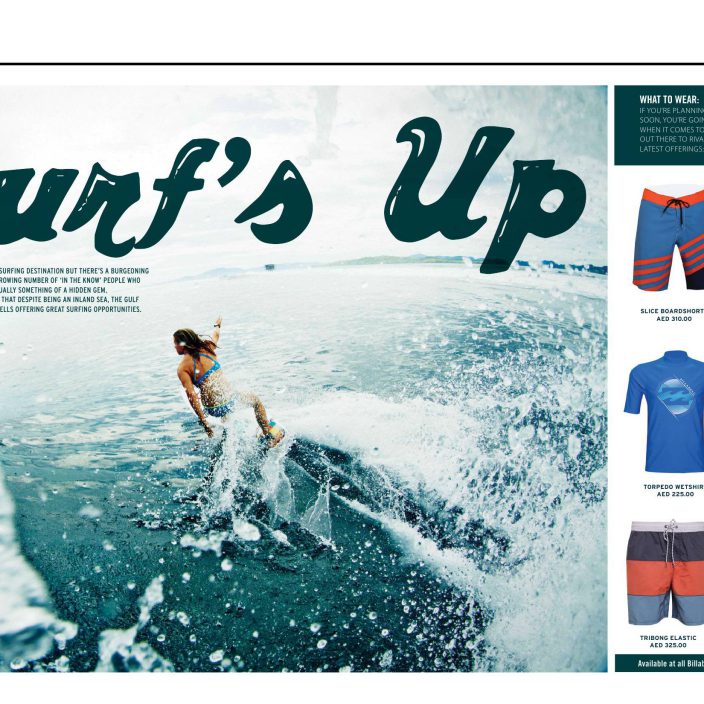 urf's Up
SURFING DESTINATION BUT THERE'S A BURGEONING
ROWING NUMBER OF 'IN THE KNOW' PEOPLE WHO
UALLY SOMETHING OF A HIDDEN GEM,
THAT DESPITE BEING AN INLAND SEA, THE GULF
ELLS OFFERING GREAT SURFING OPPORTUNITIES.
WHAT TO WEAR:
IF YOU'RE PLANNING
SOON, YOU'RE GOIN
WHEN IT COMES TO
OUT THERE TO RIVA
LATEST OFFERINGS:
SLICE BOARDSHORT
AED 310.00
TORPEDO WETSHIR
AED 225.00
TRIBONG ELASTIC
AED 325.00
Available at all Billab